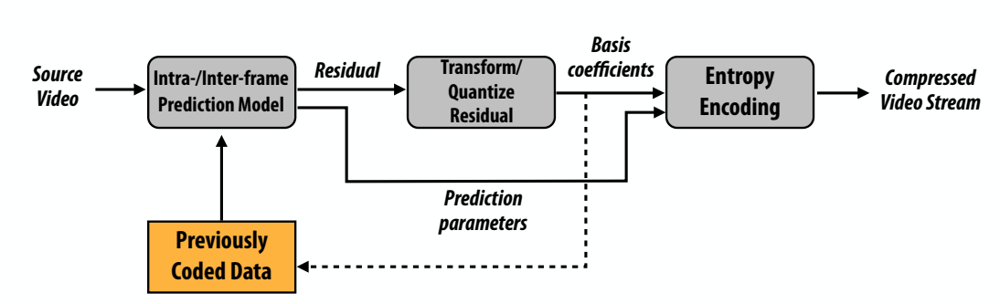 Source
Video
Intra-/Inter-frame
Prediction Model
Residual
Transform/
Quantize
Residual
Basis
coefficients
Entropy
Encoding
Compressed
Video Stream
Prediction
parameters
Previously
Coded Data